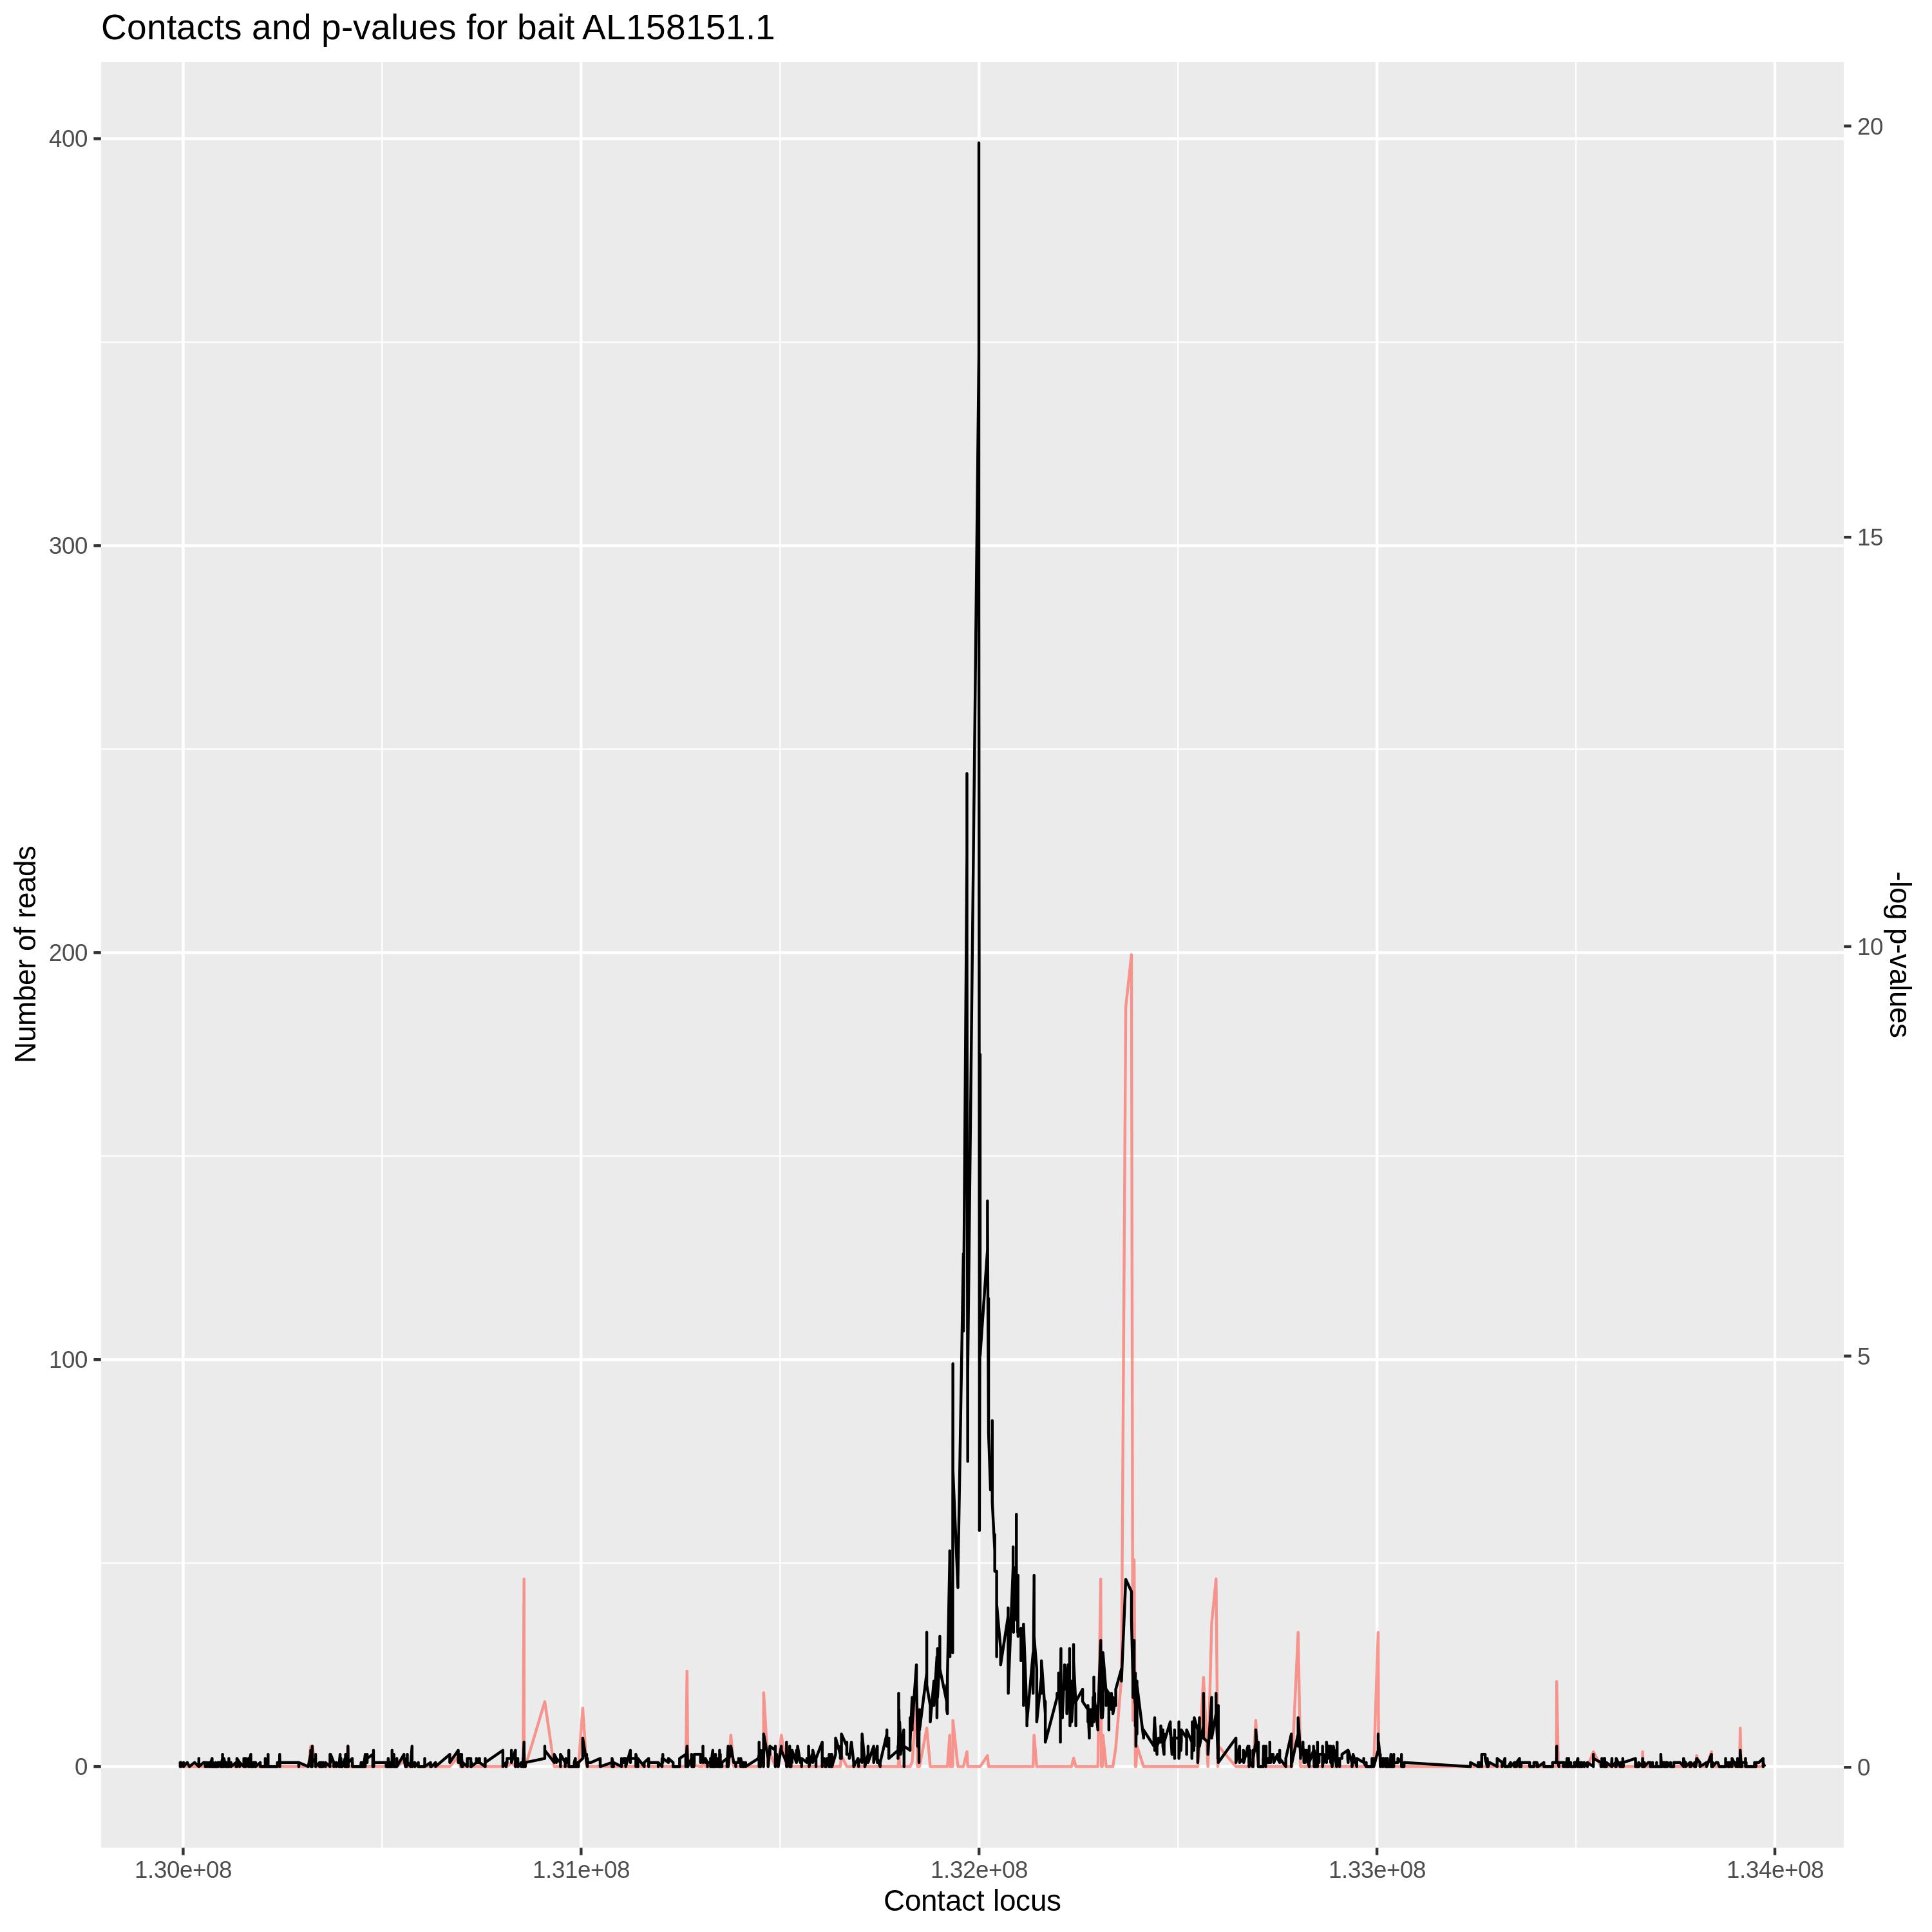 Contacts and p-values for bait AL158151.1
400
300
200
100
0
Number of reads
20
15
10
5
0
-log p-values
1.30e+08
1.31e+08
1.32e+08
1.33e+08
1.34e+08
Contact locus